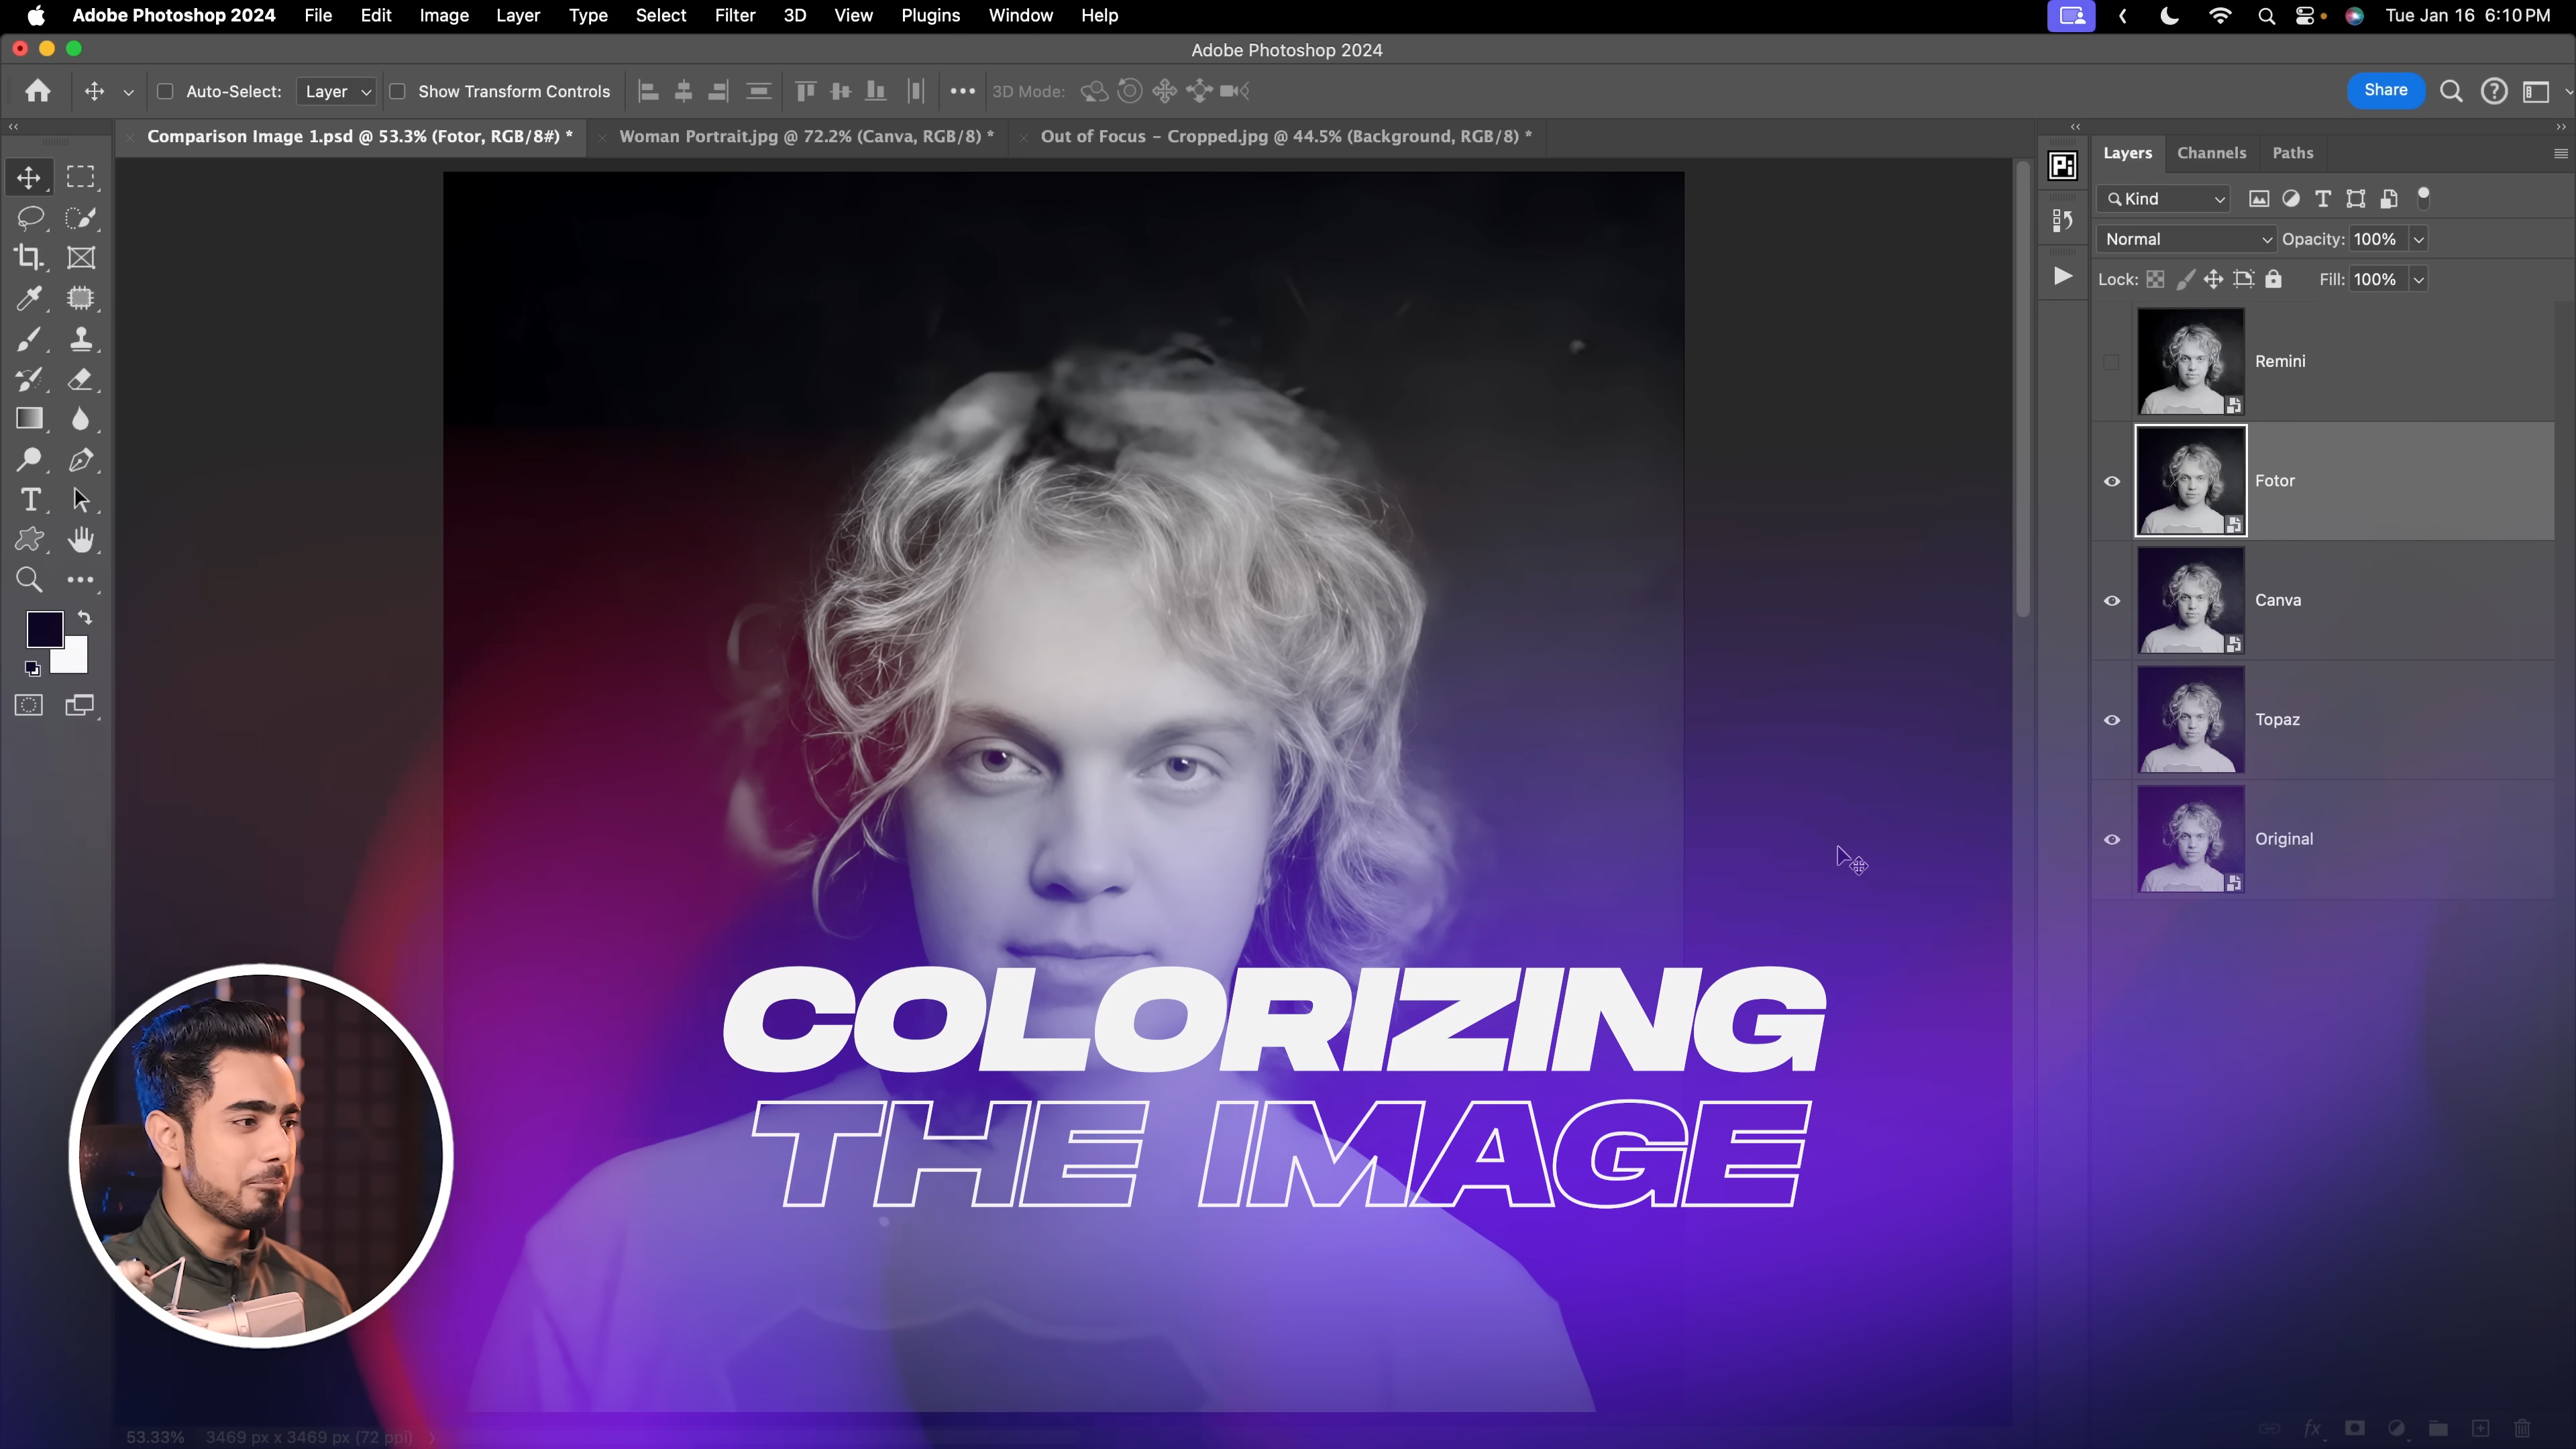 Adobe Photoshop 2024 File Edit Image Layer Type Select Filter 3D View Plugins Window Help Tue Jan 16 6:10 PM
Adobe Photoshop 2024
Auto-Select: Layer Show Transform Controls 3D Mode: Share
Comparison Image 1.psd @ 53.3% (Fotor, RGB/8#) * Woman Portrait.jpg @ 72.2% (Canva, RGB/8) * Out of Focus – Cropped.jpg @ 44.5% (Background, RGB/8) *
Layers Channels Paths
Pi
Kind
Normal Opacity: 100%
Lock: Fill: 100%
Remini
Fotor
Canva
Topaz
Original
COLORIZING
THE IMAGE
53.33% 3469 px x 3469 px (72 ppi)
fx